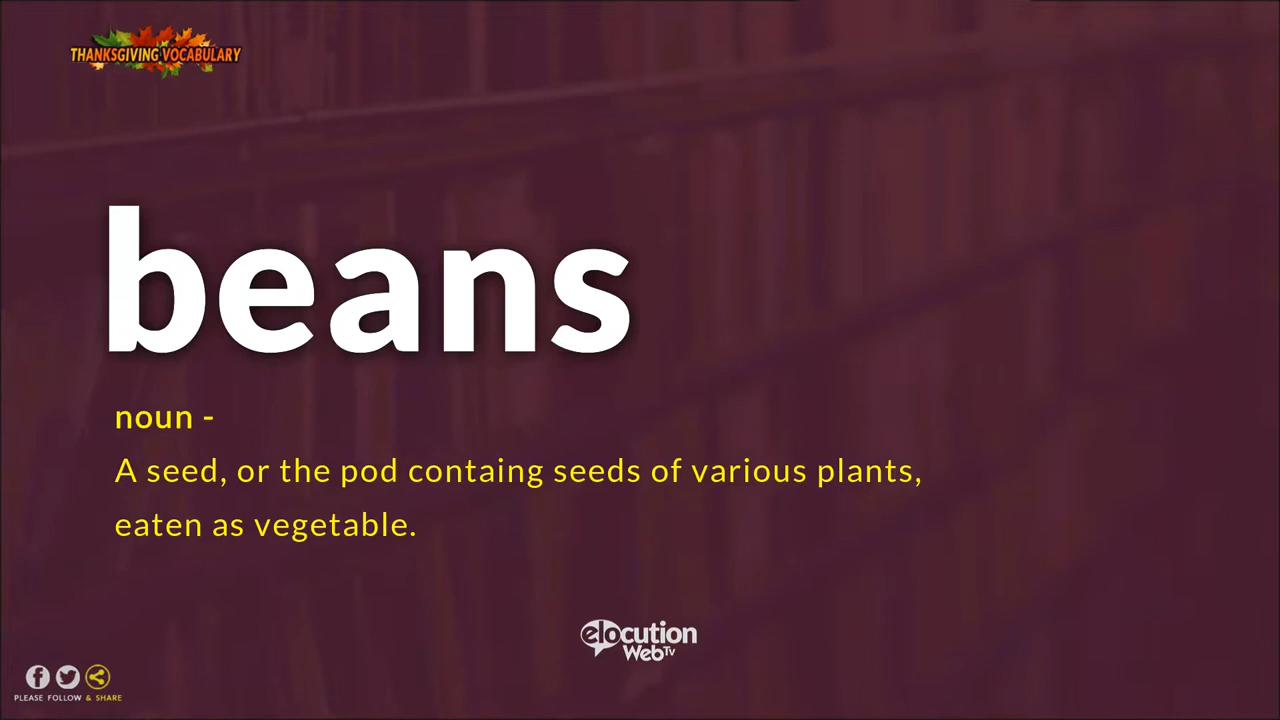 THANKSGIVING VOCABULARY
beans
noun -
A seed, or the pod containg seeds of various plants,
eaten as vegetable.
elocution
WebTv
PLEASE FOLLOW & SHARE